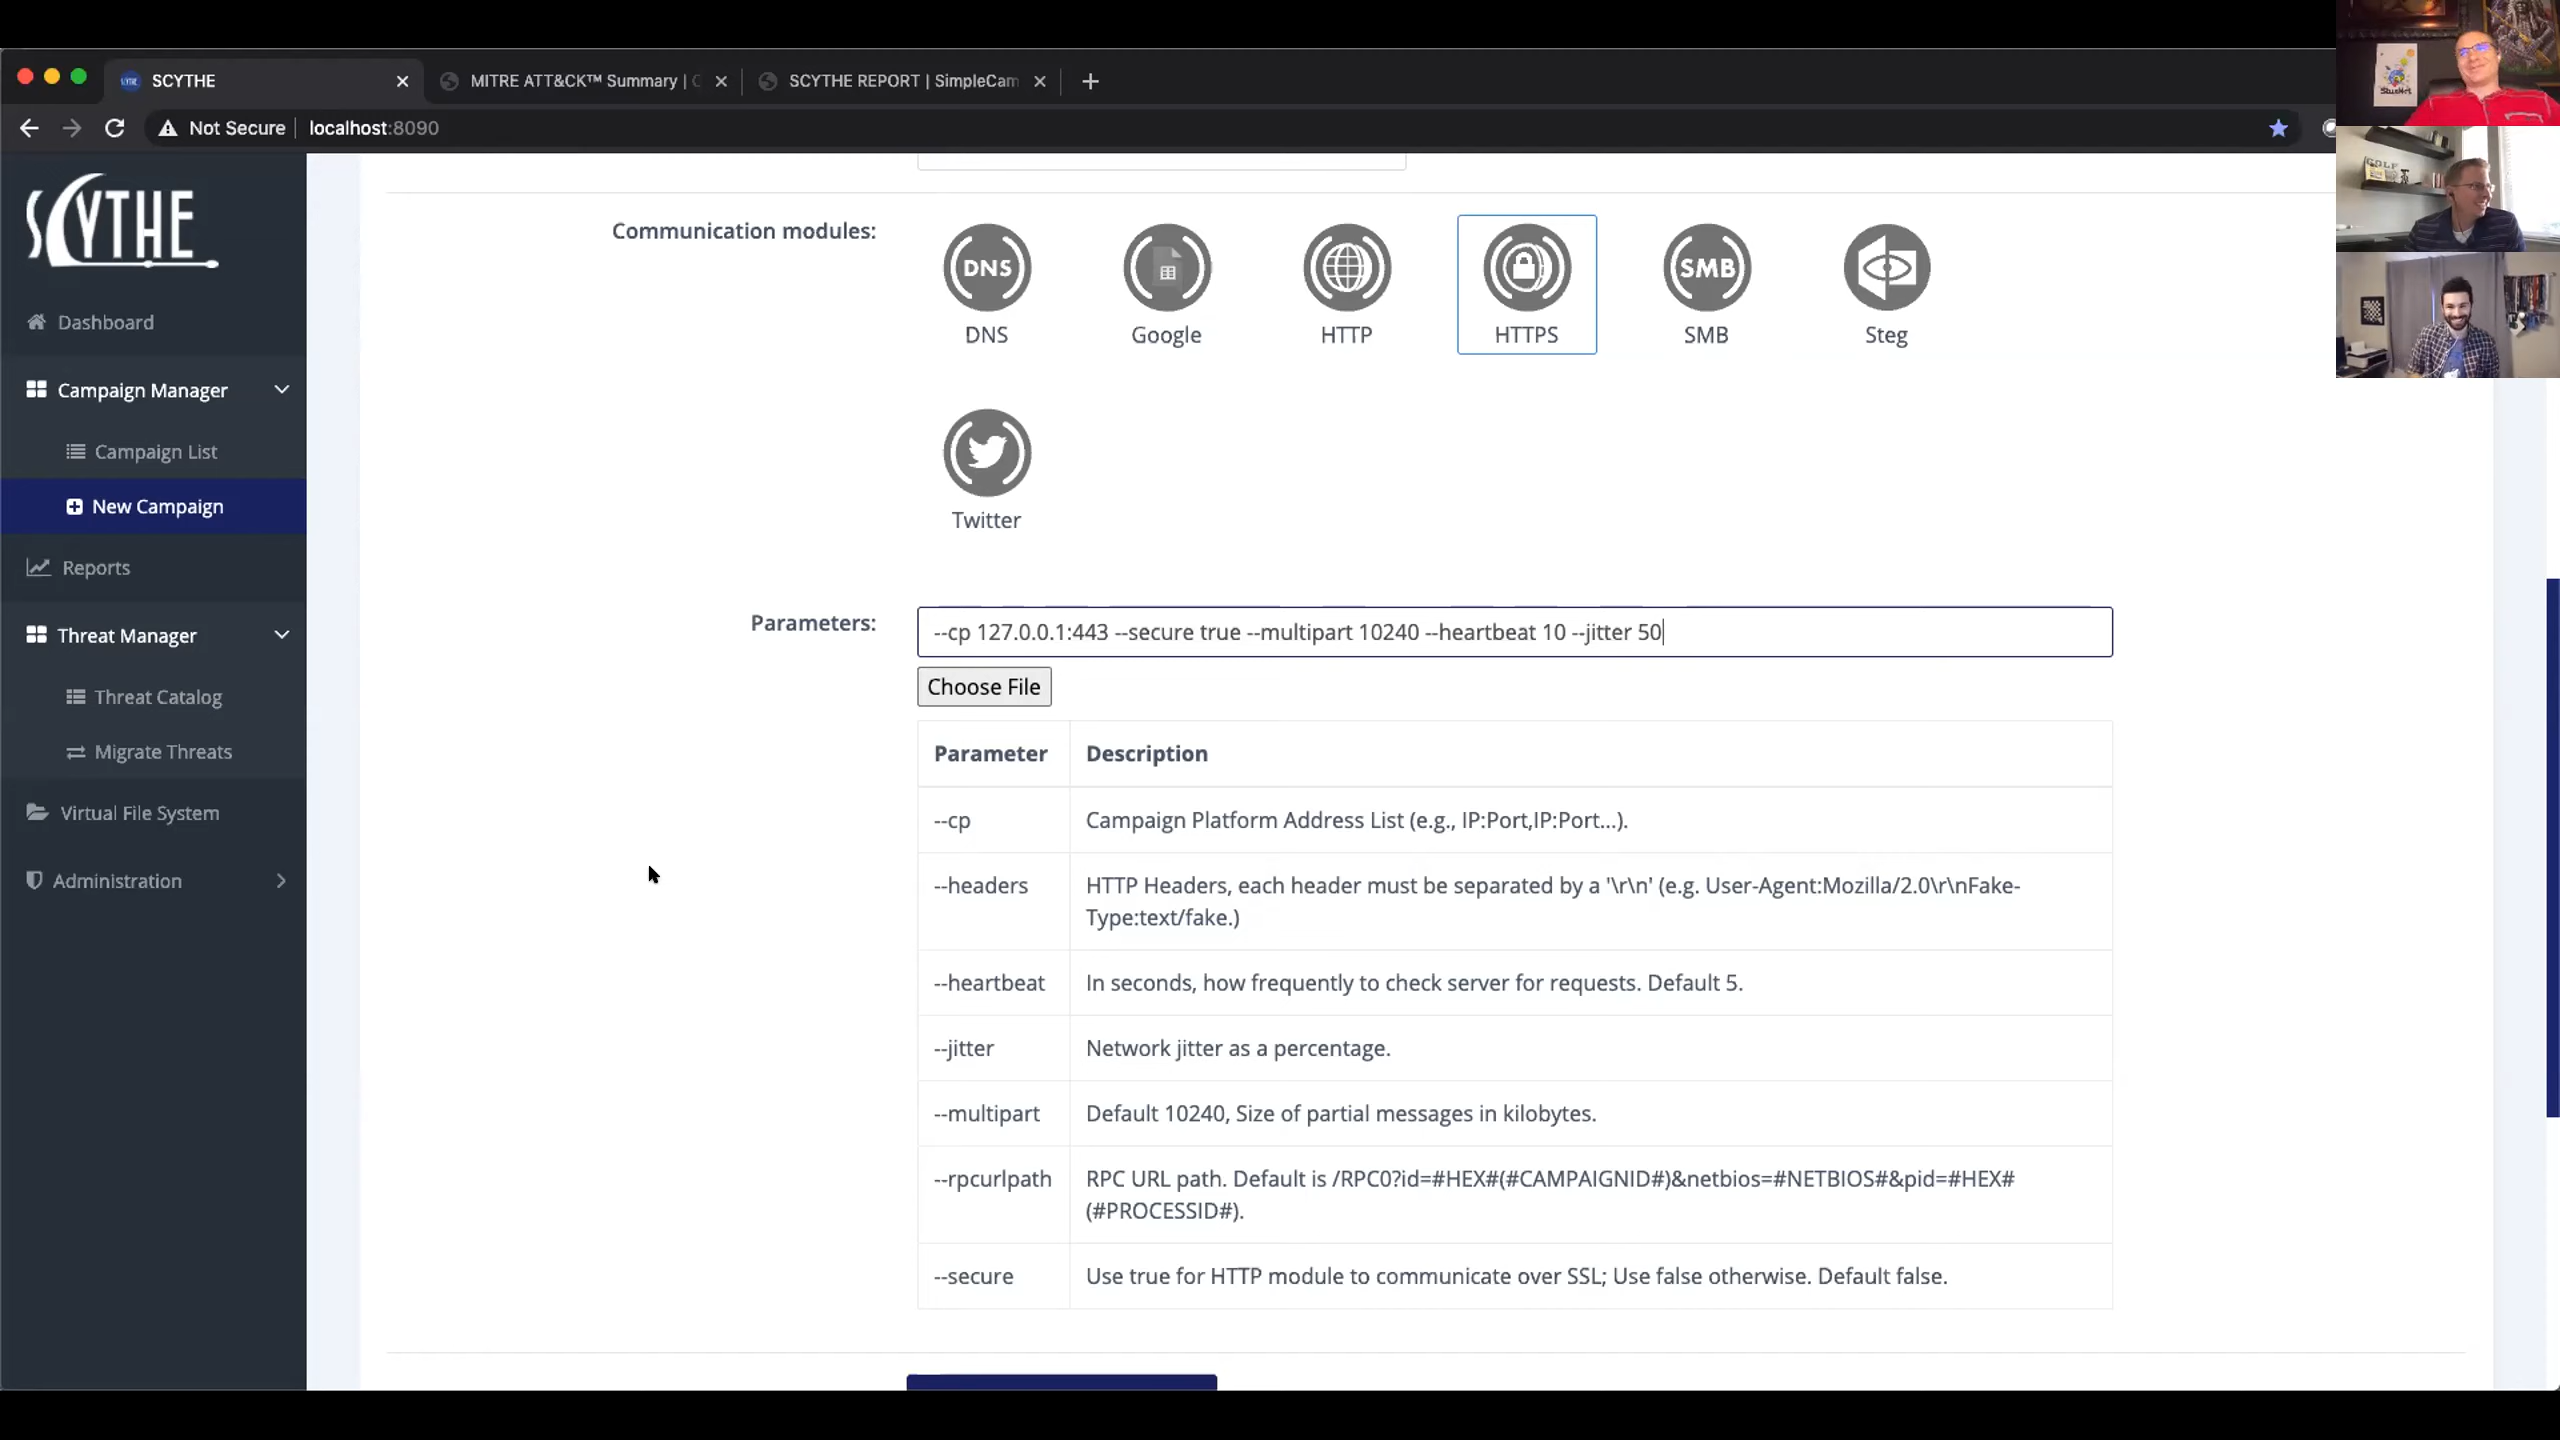 SCYTHE
MITRE ATT&CK™ Summary | C
SCYTHE REPORT | SimpleCam
Not Secure
localhost:8090
SCYTHE
Dashboard
Campaign Manager
Campaign List
New Campaign
Reports
Threat Manager
Threat Catalog
Migrate Threats
Virtual File System
Administration
Communication modules:
DNS
SMB
DNS
Google
HTTP
HTTPS
SMB
Steg
Twitter
Parameters:
--cp 127.0.0.1:443 --secure true --multipart 10240 --heartbeat 10 --jitter 50
Choose File
Parameter
Description
--cp
Campaign Platform Address List (e.g., IP:Port,IP:Port...).
--headers
HTTP Headers, each header must be separated by a '\r\n' (e.g. User-Agent:Mozilla/2.0\r\nFake-
Type:text/fake.)
--heartbeat
In seconds, how frequently to check server for requests. Default 5.
--jitter
Network jitter as a percentage.
--multipart
Default 10240, Size of partial messages in kilobytes.
--rpcurlpath
RPC URL path. Default is /RPC0?id=#HEX#(#CAMPAIGNID#)&netbios=#NETBIOS#&pid=#HEX#
(#PROCESSID#).
--secure
Use true for HTTP module to communicate over SSL; Use false otherwise. Default false.
GOLF